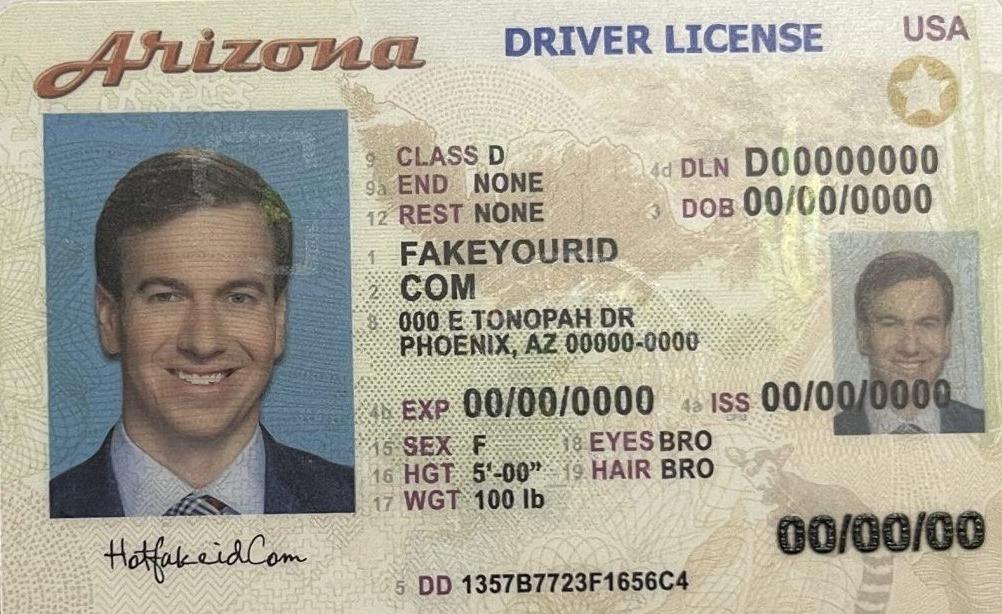 Arizona DRIVER LICENSE USA
9 CLASS D
9a END NONE
12 REST NONE
4d DLN D00000000
3 DOB 00/00/0000
1 FAKEYOURID
2 COM
8 000 E TONOPAH DR
PHOENIX, AZ 00000-0000
4b EXP 00/00/0000 4a ISS 00/00/0000
15 SEX F 18 EYES BRO
16 HGT 5'-00" 19 HAIR BRO
17 WGT 100 lb
00/00/00
HotfakeidCom
5 DD 1357B7723F1656C4